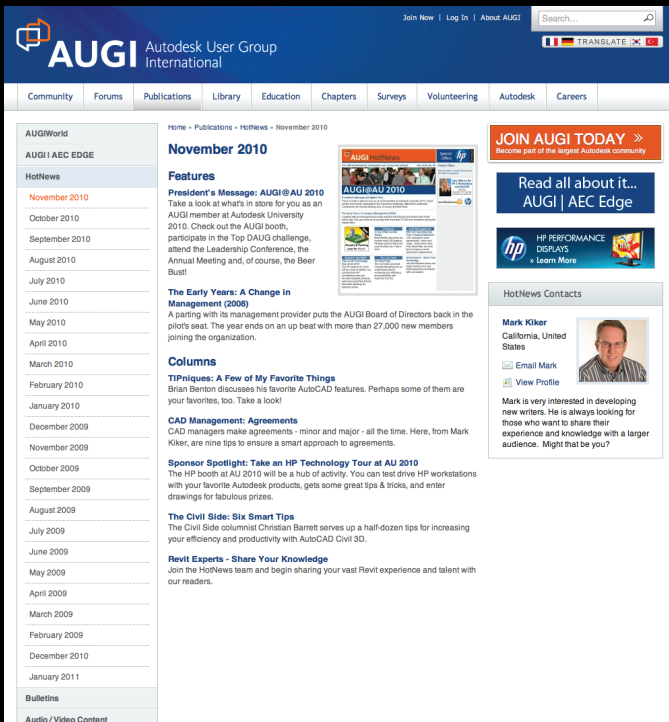 Join Now | Log In | About AUGI
Search...
AUGI Autodesk User Group
International
TRANSLATE
Community Forums Publications Library Education Chapters Surveys Volunteering Autodesk Careers
AUGIWorld
AUGI | AEC EDGE
HotNews
November 2010
October 2010
September 2010
August 2010
July 2010
June 2010
May 2010
April 2010
March 2010
February 2010
January 2010
December 2009
November 2009
October 2009
September 2009
August 2009
July 2009
June 2009
May 2009
April 2009
March 2009
February 2009
December 2010
January 2011
Bulletins
Audio / Video Content
Home » Publications » HotNews » November 2010
November 2010
Features
President's Message: AUGI@AU 2010
Take a look at what's in store for you as an
AUGI member at Autodesk University
2010. Check out the AUGI booth,
participate in the Top DAUG challenge,
attend the Leadership Conference, the
Annual Meeting and, of course, the Beer
Bust!
AUGI HotNews
hp
AUGI@AU 2010
The Early Years: A Change in
Management (2008)
A parting with its management provider puts the AUGI Board of Directors back in the
pilot's seat. The year ends on an up beat with more than 27,000 new members
joining the organization.
Columns
TIPniques: A Few of My Favorite Things
Brian Benton discusses his favorite AutoCAD features. Perhaps some of them are
your favorites, too. Take a look!
CAD Management: Agreements
CAD managers make agreements - minor and major - all the time. Here, from Mark
Kiker, are nine tips to ensure a smart approach to agreements.
Sponsor Spotlight: Take an HP Technology Tour at AU 2010
The HP booth at AU 2010 will be a hub of activity. You can test drive HP workstations
with your favorite Autodesk products, gets some great tips & tricks, and enter
drawings for fabulous prizes.
The Civil Side: Six Smart Tips
The Civil Side columnist Christian Barrett serves up a half-dozen tips for increasing
your efficiency and productivity with AutoCAD Civil 3D.
Revit Experts - Share Your Knowledge
Join the HotNews team and begin sharing your vast Revit experience and talent with
our readers.
JOIN AUGI TODAY »
Become part of the largest Autodesk community
Read all about it...
AUGI | AEC Edge
hp
HP PERFORMANCE
DISPLAYS
» Learn More
HotNews Contacts
Mark Kiker
California, United
States
Email Mark
View Profile
Mark is very interested in developing
new writers. He is always looking for
those who want to share their
experience and knowledge with a larger
audience. Might that be you?